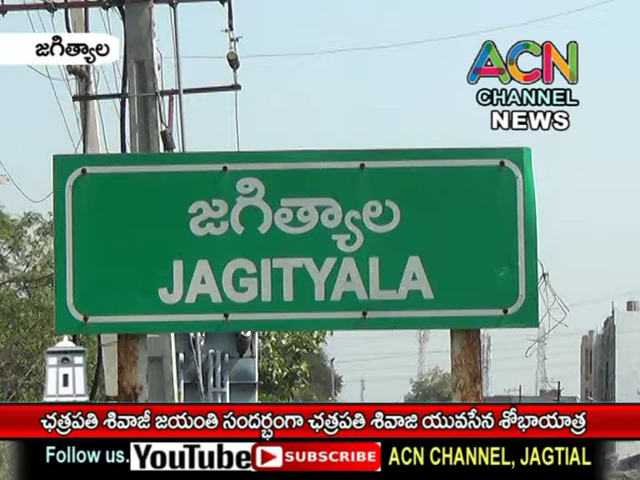 జగిత్యాల
ACN
CHANNEL
NEWS
జగిత్యాల
JAGITYALA
ఛత్రపతి శివాజీ జయంతి సందర్భంగా ఛత్రపతి శివాజి యువసేన శోభాయాత్ర
Follow us. YouTube SUBSCRIBE ACN CHANNEL, JAGTIAL